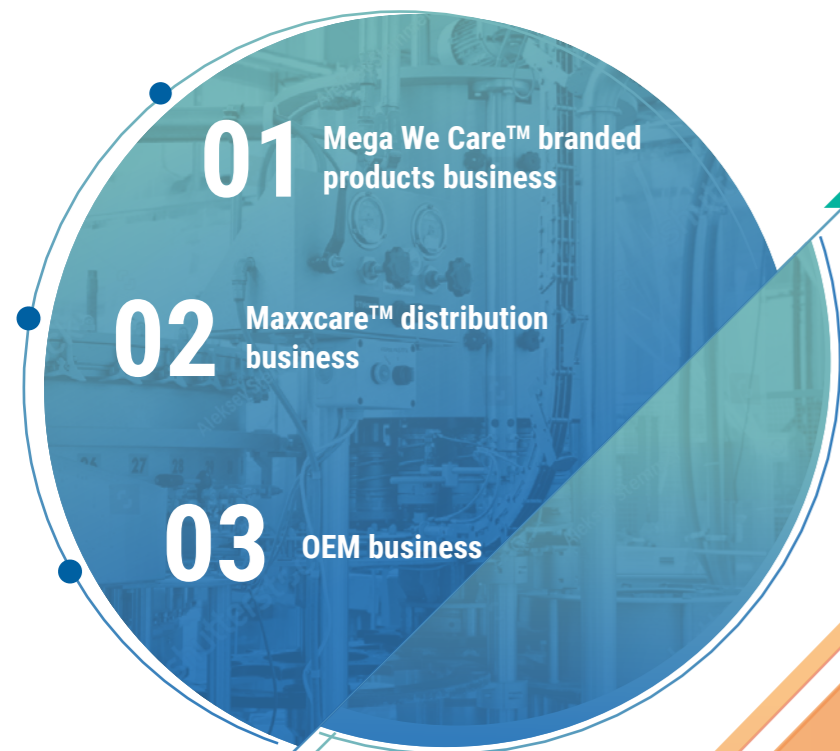 01
Mega We Care™ branded
products business
02
Maxxcare™ distribution
business
03
OEM business